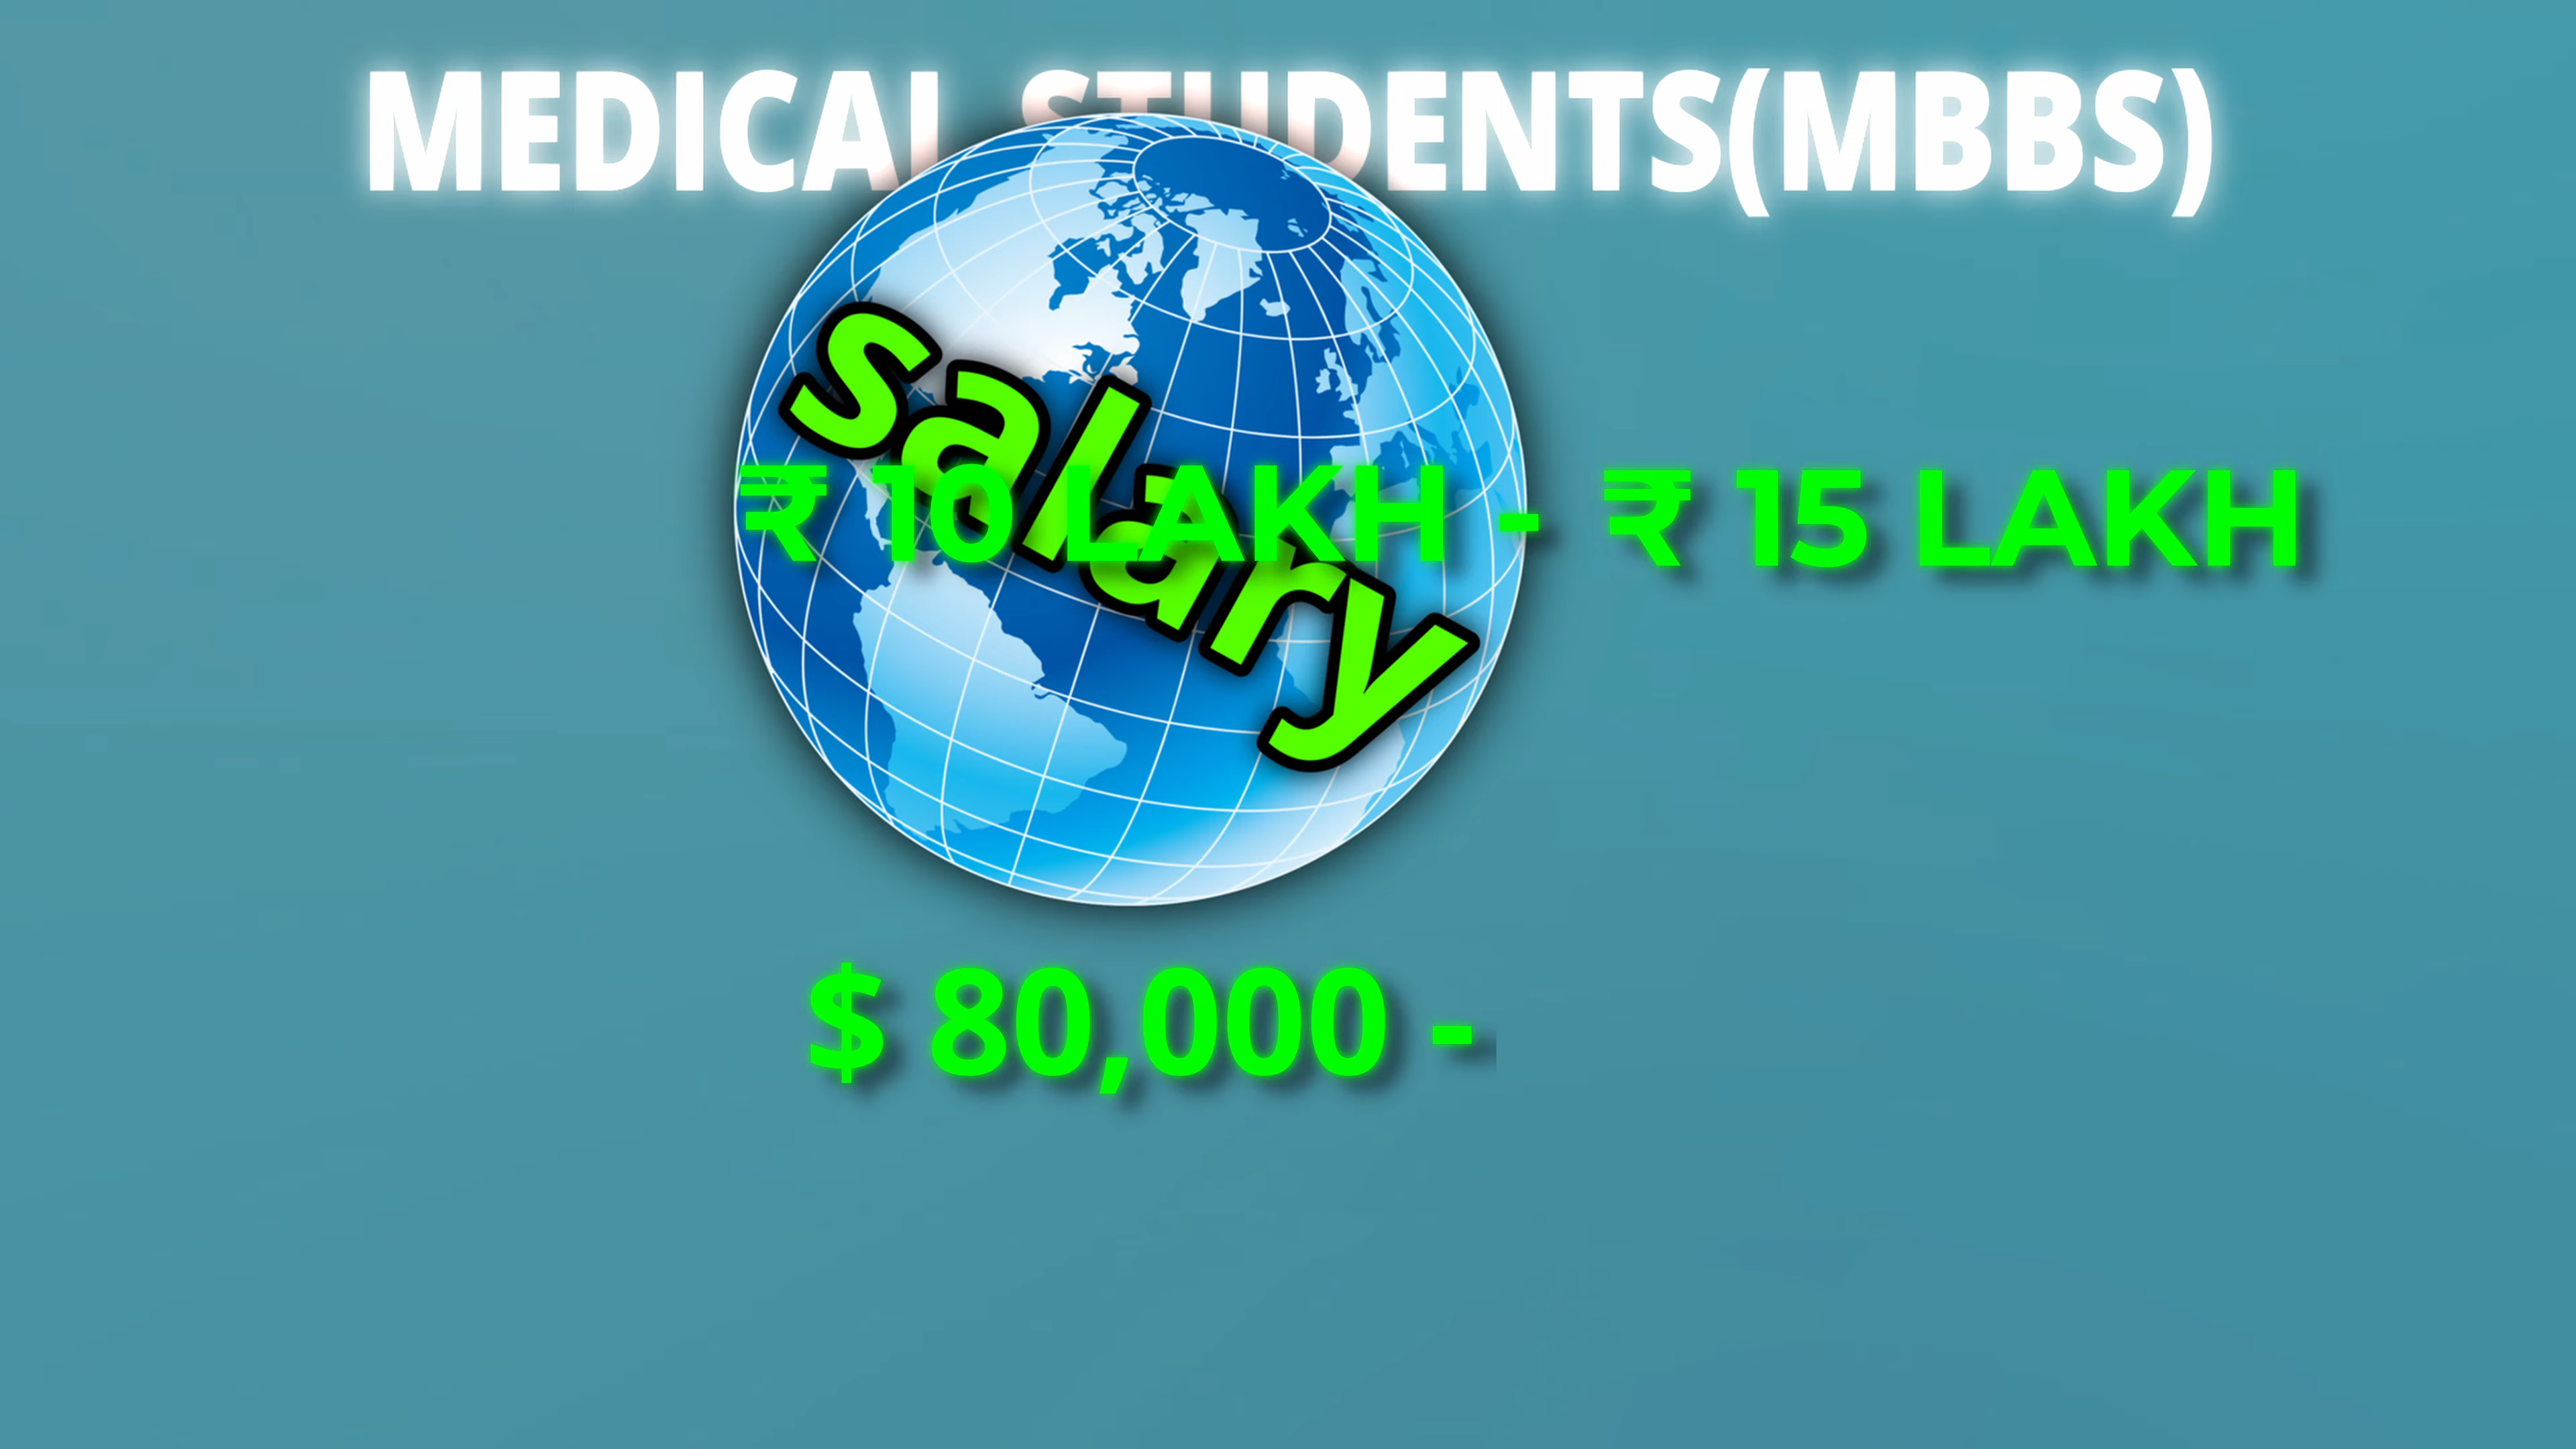 MEDICAL STUDENTS(MBBS)
salary
₹ 10 LAKH - ₹ 15 LAKH
$ 80,000 -